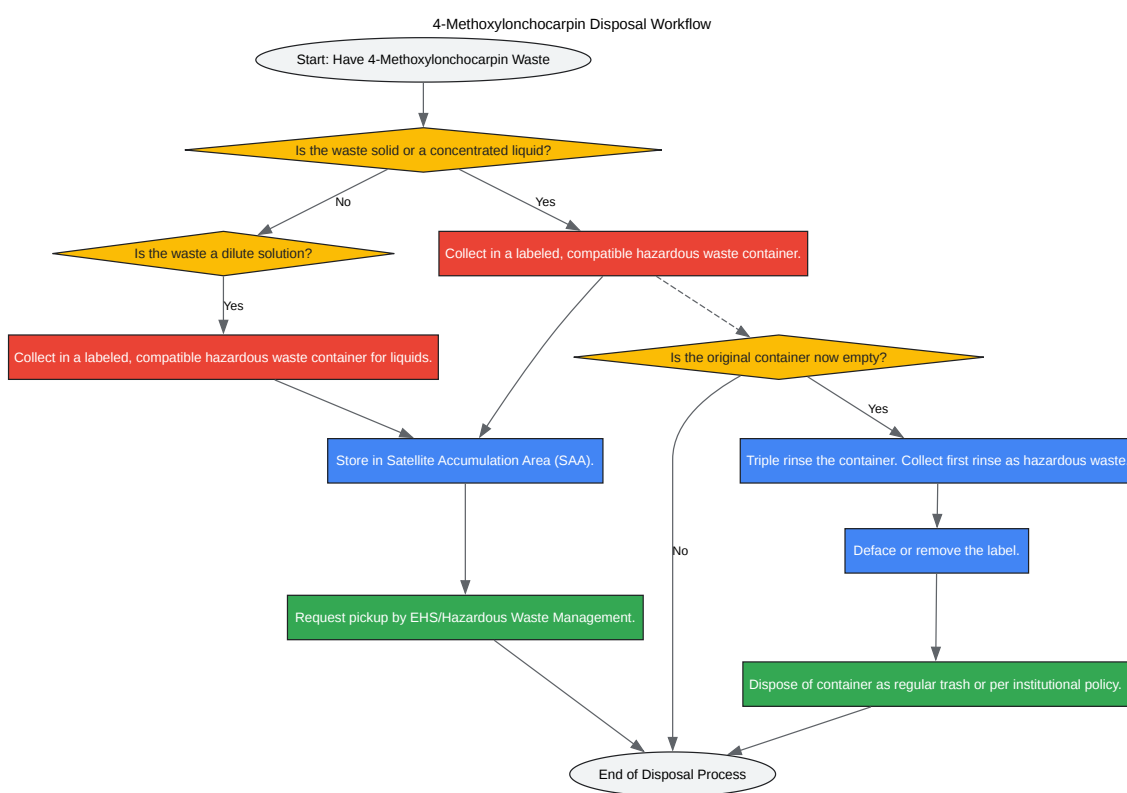 4-Methoxylonchocarpin Disposal Workflow
Start: Have 4-Methoxylonchocarpin Waste
Is the waste solid or a concentrated liquid?
No
Yes
Is the waste a dilute solution?
Collect in a labeled, compatible hazardous waste container.
Yes
Collect in a labeled, compatible hazardous waste container for liquids.
Is the original container now empty?
Yes
Store in Satellite Accumulation Area (SAA).
Triple rinse the container. Collect first rinse as hazardous waste
No
Deface or remove the label.
Request pickup by EHS/Hazardous Waste Management.
Dispose of container as regular trash or per institutional policy.
End of Disposal Process